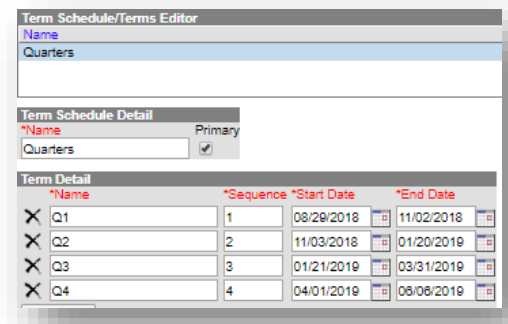 Term Schedule/Terms Editor
Name
Quarters
Term Schedule Detail
*Name Primary
Quarters
Term Detail
*Name *Sequence *Start Date *End Date
X Q1 1 08/29/2018 11/02/2018
X Q2 2 11/03/2018 01/20/2019
X Q3 3 01/21/2019 03/31/2019
X Q4 4 04/01/2019 06/06/2019